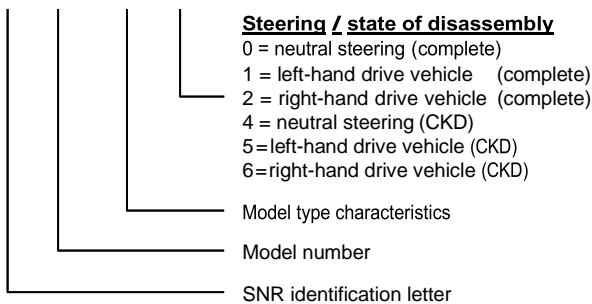 Steering / state of disassembly
0 = neutral steering (complete)
1 = left-hand drive vehicle (complete)
2 = right-hand drive vehicle (complete)
4 = neutral steering (CKD)
5=left-hand drive vehicle (CKD)
6=right-hand drive vehicle (CKD)
Model type characteristics
Model number
SNR identification letter